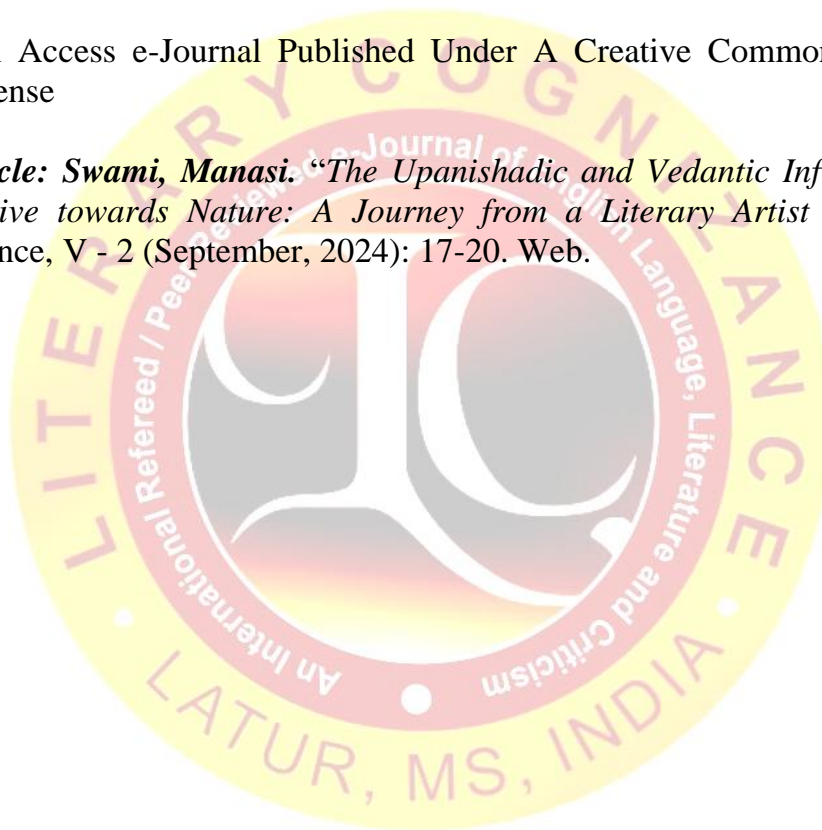 Access e-Journal Published Under A Creative Common
ense
cle: Swami, Manasi. “The Upanishadic and Vedantic Inf
ive towards Nature: A Journey from a Literary Artist
nce, V - 2 (September, 2024): 17-20. Web.
LITERARY COGNIZANCE
An International Refereed / Peer Reviewed e-Journal of English Language, Literature and Criticism
LATUR, MS, INDIA